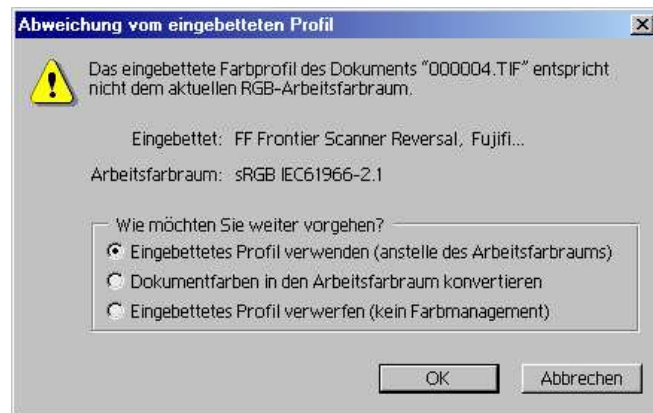 Abweichung vom eingebetteten Profil
Das eingebettete Farbprofil des Dokuments "000004.TIF" entspricht
nicht dem aktuellen RGB-Arbeitsfarbraum.
Eingebettet: FF Frontier Scanner Reversal, Fujifi...
Arbeitsfarbraum: sRGB IEC61966-2.1
Wie möchten Sie weiter vorgehen?
Eingebettetes Profil verwenden (anstelle des Arbeitsfarbraums)
Dokumentfarben in den Arbeitsfarbraum konvertieren
Eingebettetes Profil verwerfen (kein Farbmanagement)
OK Abbrechen